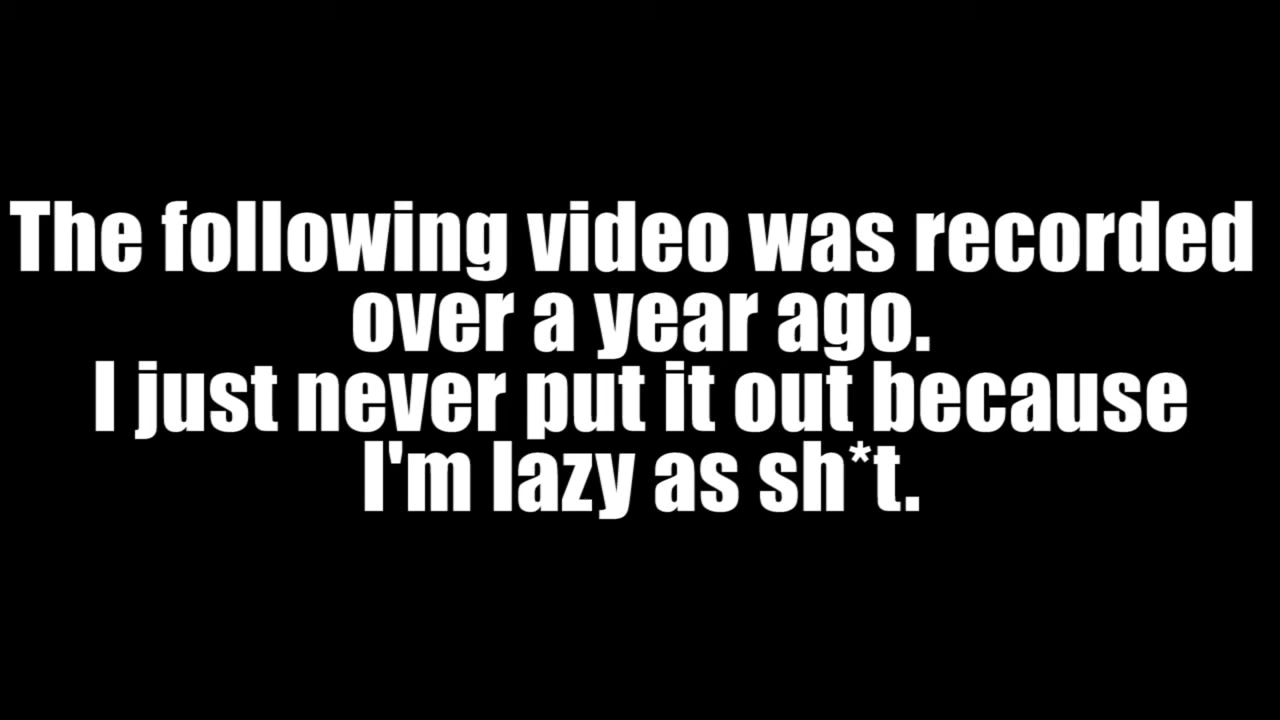 The following video was recorded
over a year ago.
I just never put it out because
I'm lazy as sh*t.